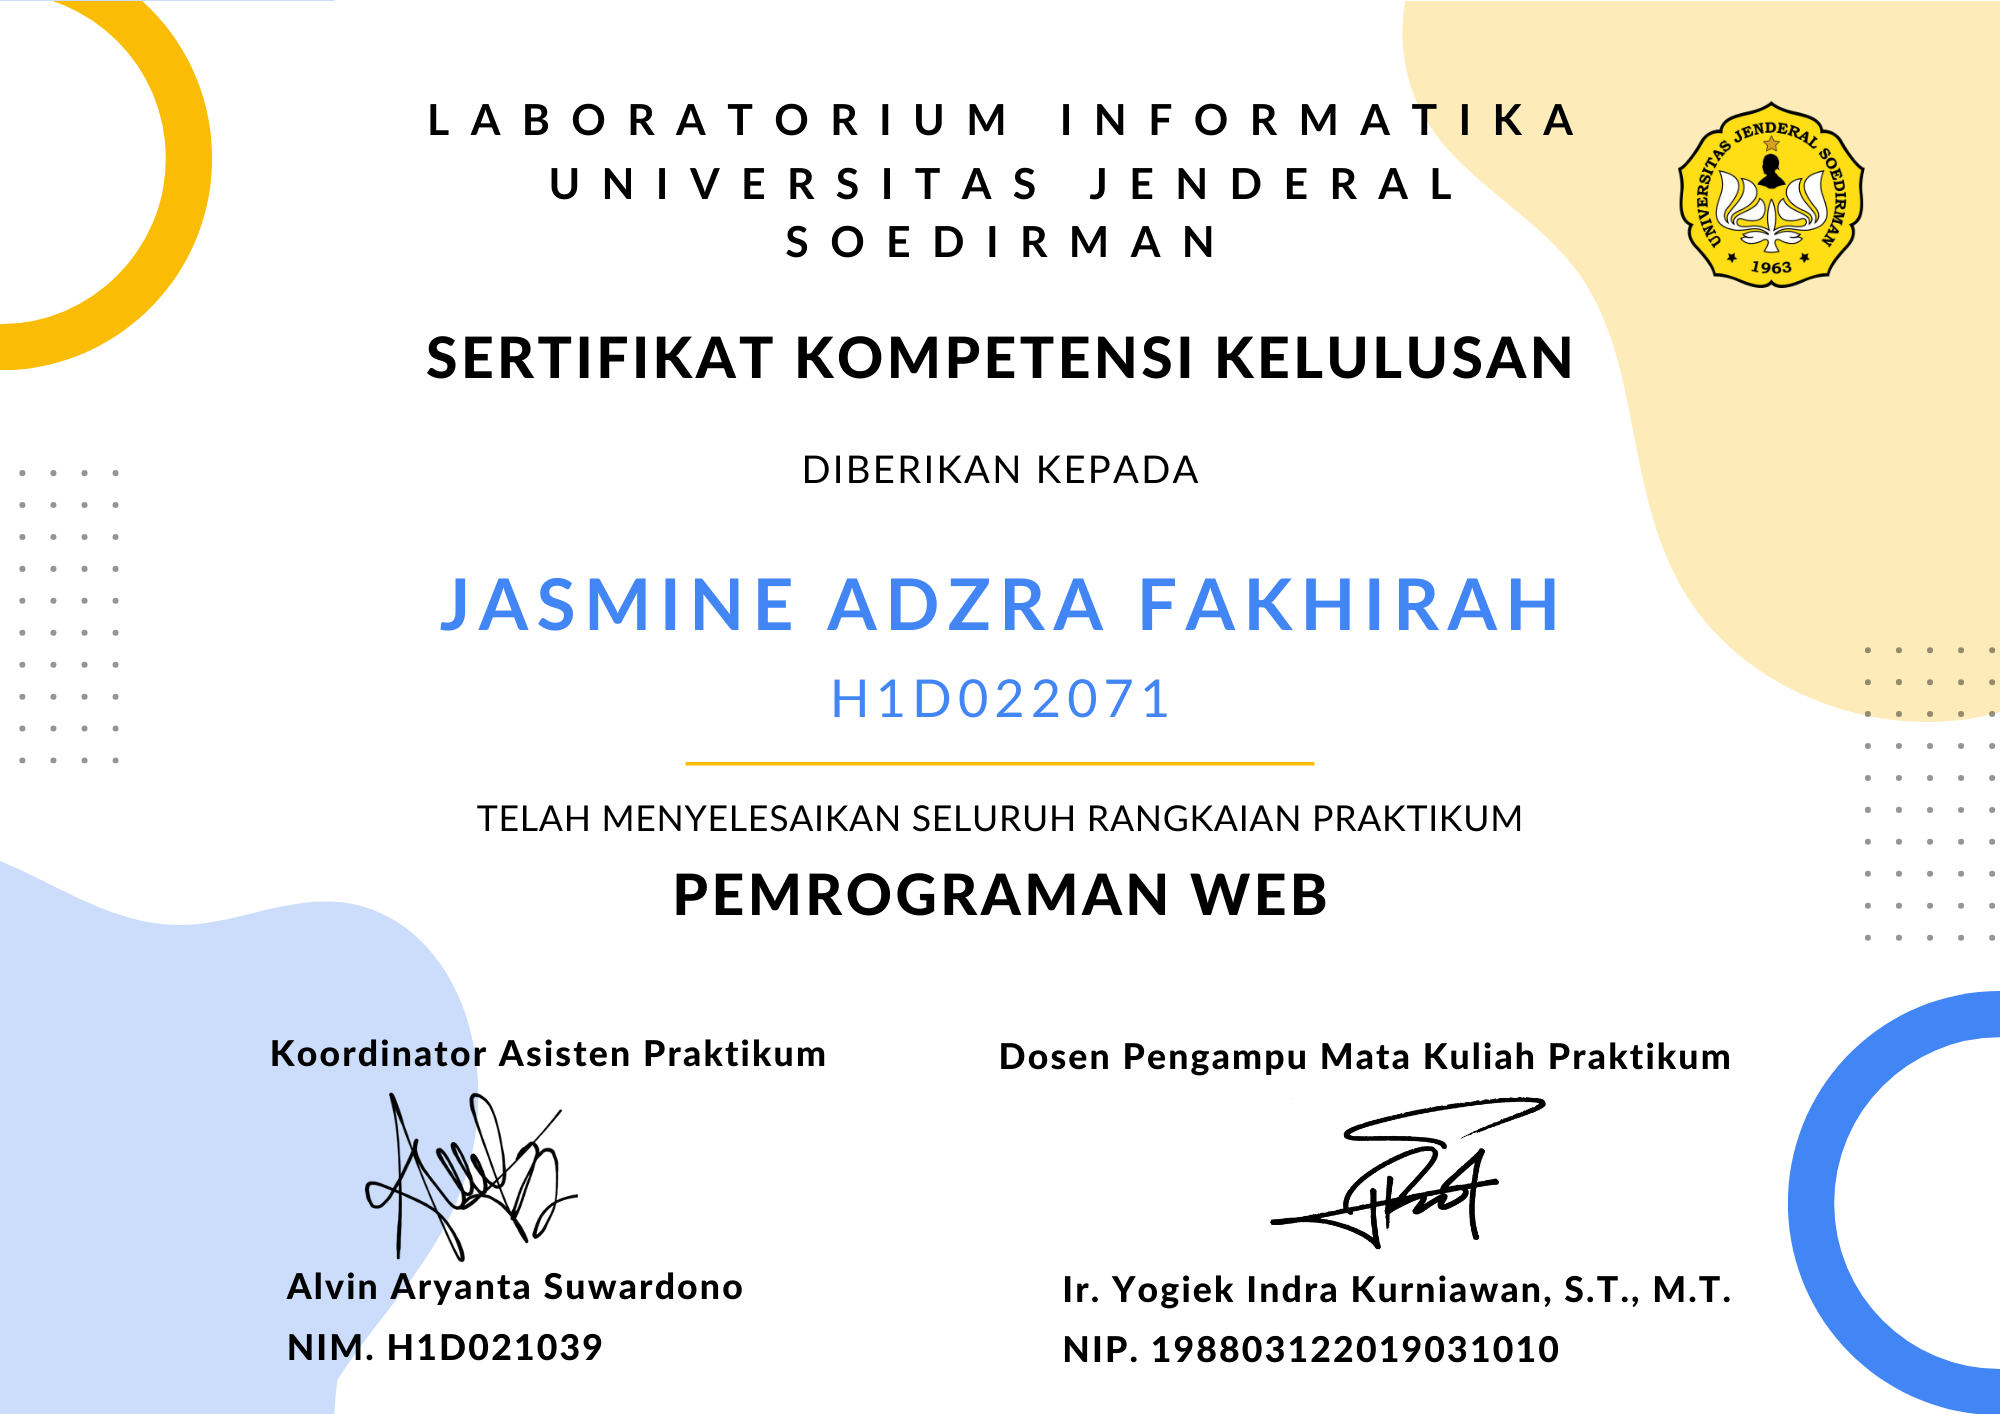 LABORATORIUM INFORMATIKA
UNIVERSITAS JENDERAL
SOEDIRMAN
UNIVERSITAS JENDERAL SOEDIRMAN
1963
SERTIFIKAT KOMPETENSI KELULUSAN
DIBERIKAN KEPADA
JASMINE ADZRA FAKHIRAH
H1D022071
TELAH MENYELESAIKAN SELURUH RANGKAIAN PRAKTIKUM
PEMROGRAMAN WEB
Koordinator Asisten Praktikum
Alvin Aryanta Suwardono
NIM. H1D021039
Dosen Pengampu Mata Kuliah Praktikum
Ir. Yogiek Indra Kurniawan, S.T., M.T.
NIP. 198803122019031010